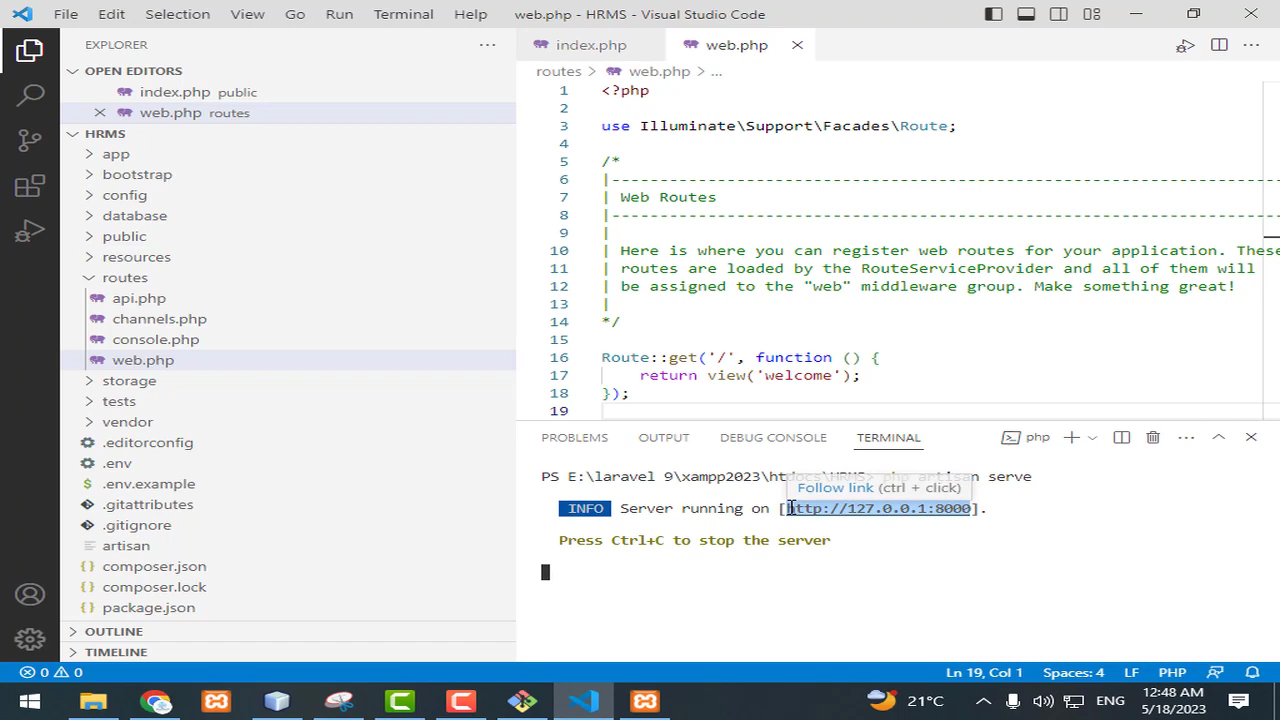 File Edit Selection View Go Run Terminal Help web.php - HRMS - Visual Studio Code
EXPLORER
OPEN EDITORS
index.php public
web.php routes
HRMS
app
bootstrap
config
database
public
resources
routes
api.php
channels.php
console.php
web.php
storage
tests
vendor
.editorconfig
.env
.env.example
.gitattributes
.gitignore
artisan
composer.json
composer.lock
package.json
OUTLINE
TIMELINE
index.php web.php
routes > web.php > ...
1 <?php
2
3 use Illuminate\Support\Facades\Route;
4
5 /*
6 |--------------------------------------------------------------------------
7 | Web Routes
8 |--------------------------------------------------------------------------
9 |
10 | Here is where you can register web routes for your application. These
11 | routes are loaded by the RouteServiceProvider and all of them will
12 | be assigned to the "web" middleware group. Make something great!
13 |
14 */
15
16 Route::get('/', function () {
17 return view('welcome');
18 });
19
PROBLEMS OUTPUT DEBUG CONSOLE TERMINAL php
PS E:\laravel 9\xampp2023\htdocs\HRMS> php artisan serve
Follow link (ctrl + click)
INFO Server running on [http://127.0.0.1:8000].
Press Ctrl+C to stop the server
0 0 Ln 19, Col 1 Spaces: 4 LF PHP
21°C ENG 12:48 AM
5/18/2023